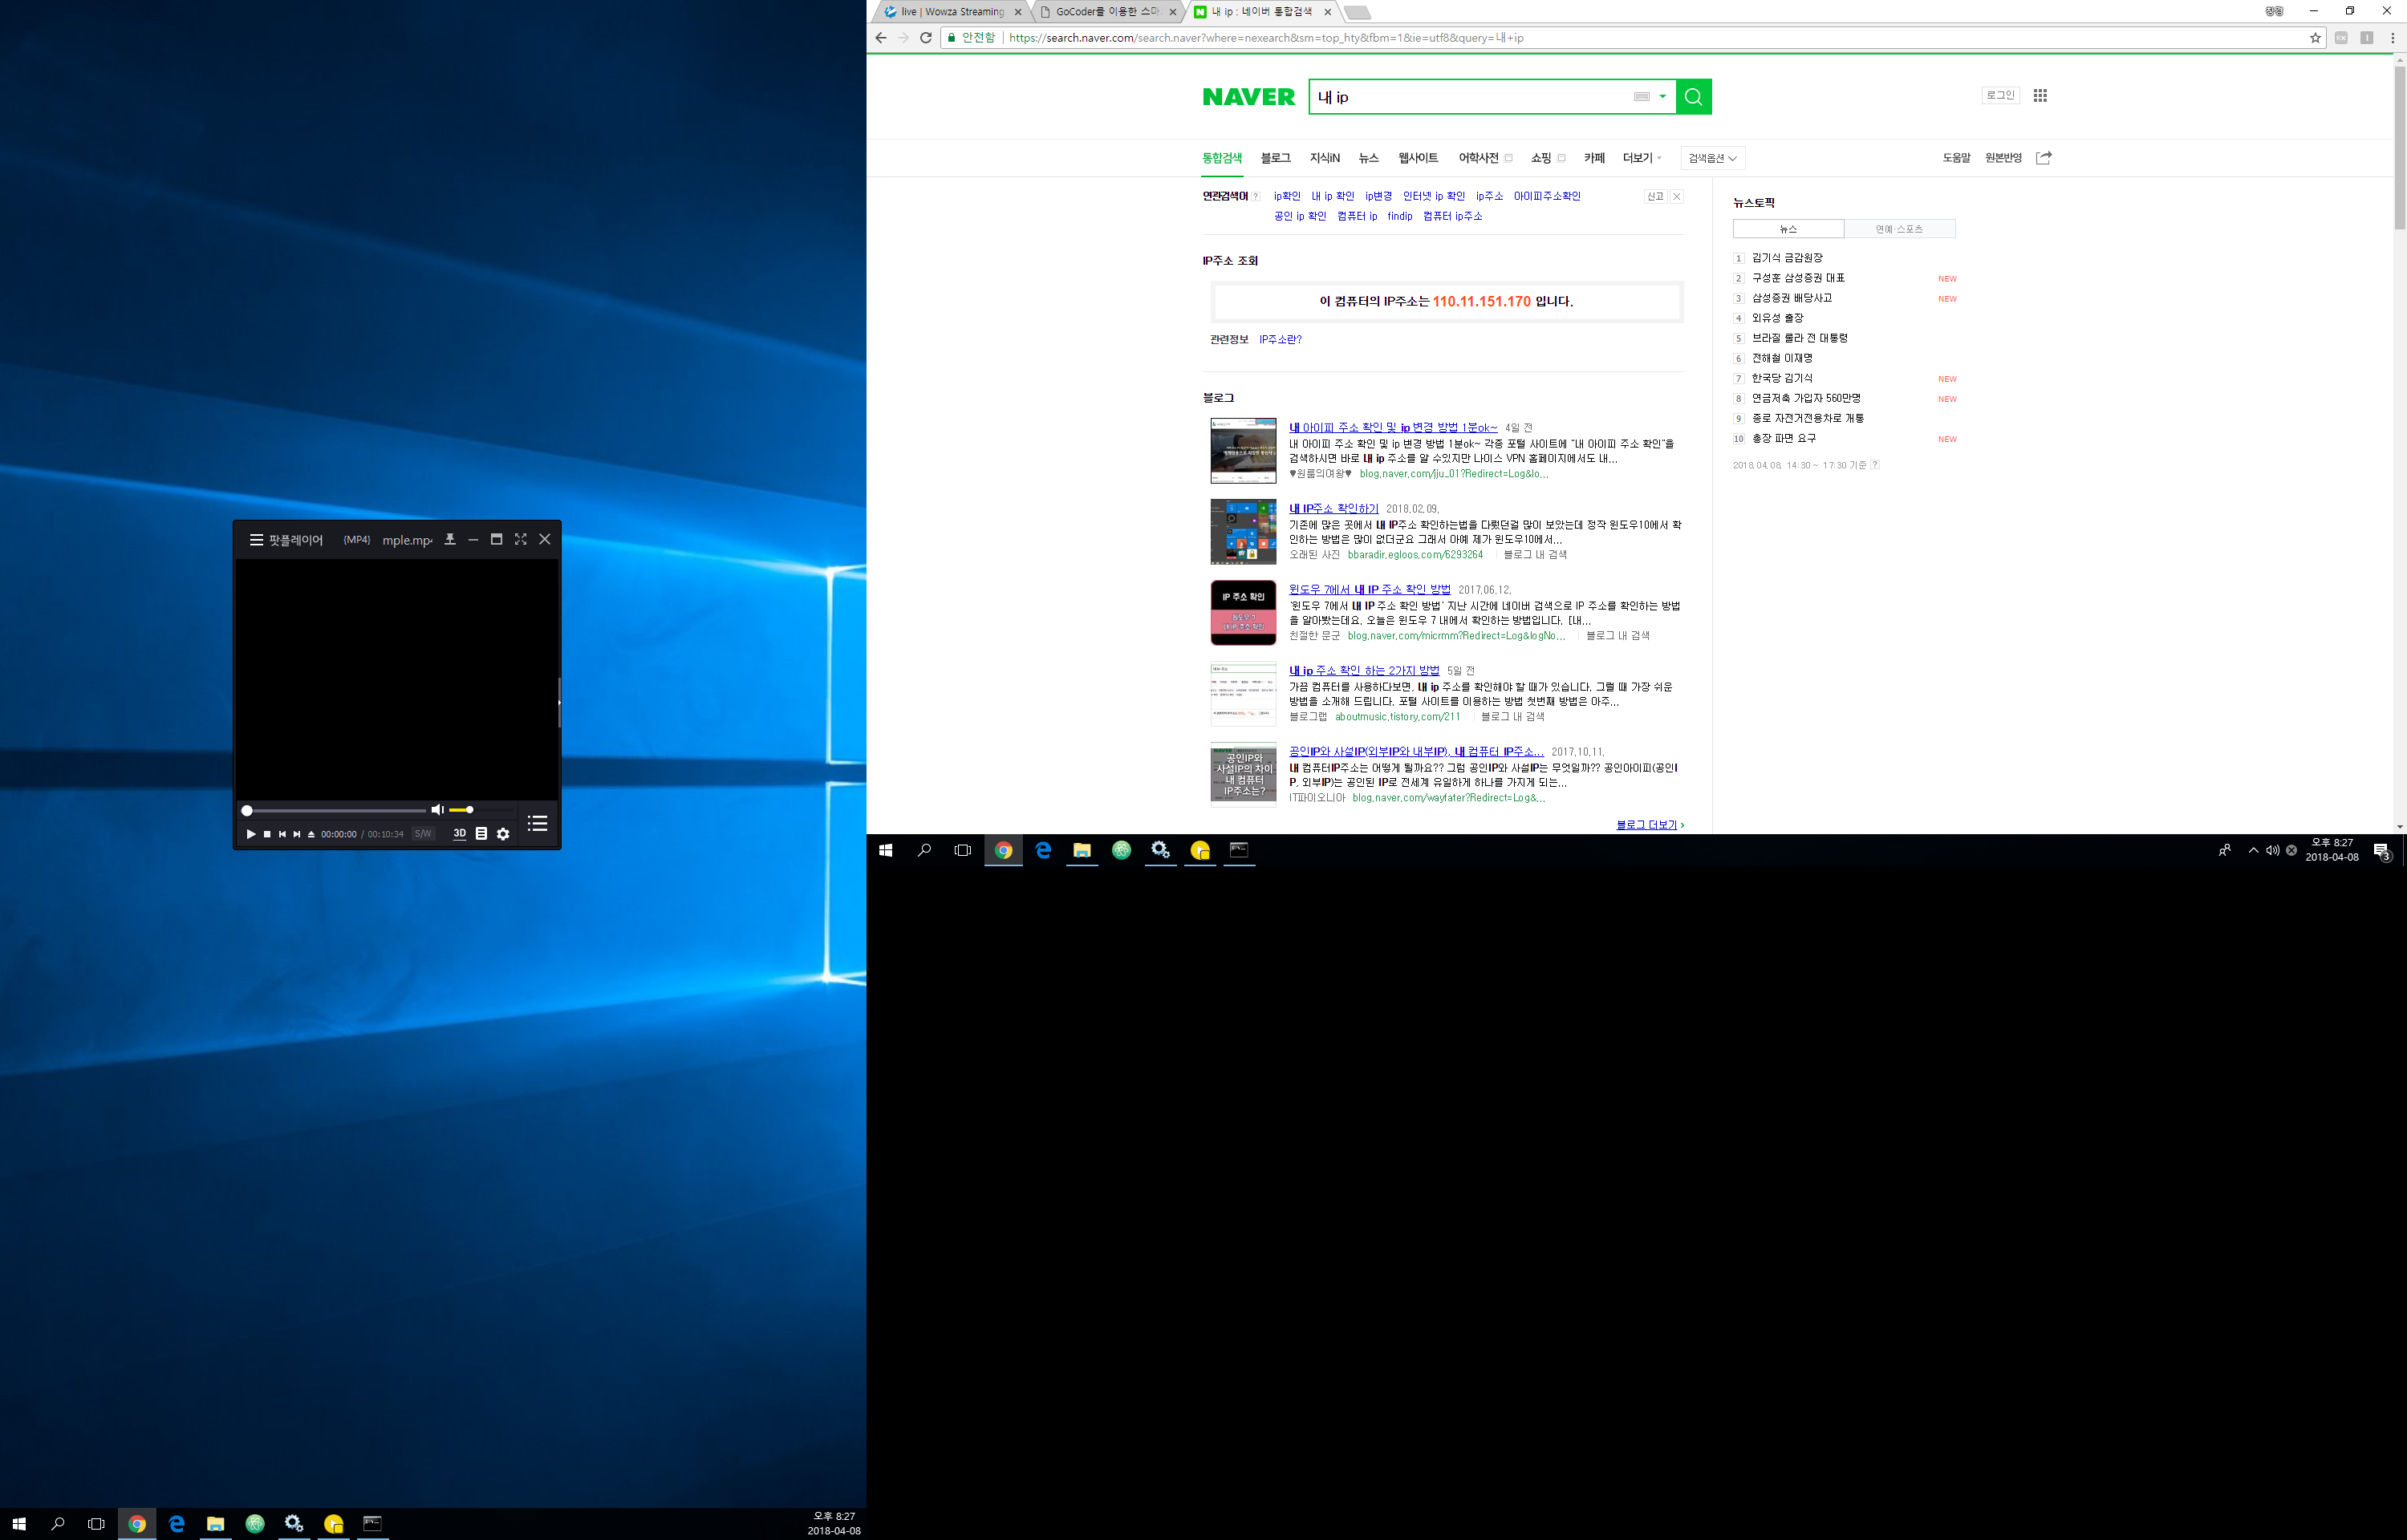 팟플레이어 {MP4} mple.mp4
00:00:00 / 00:10:34 S/W 3D
오후 8:27
2018-04-08
live | Wowza Streaming
GoCoder를 이용한 스마
내 ip : 네이버 통합검색
안전함 https://search.naver.com/search.naver?where=nexearch&sm=top_hty&fbm=1&ie=utf8&query=내+ip
NAVER 내 ip 로그인
통합검색 블로그 지식iN 뉴스 웹사이트 어학사전 쇼핑 카페 더보기 검색옵션 도움말 원본반영
연관검색어 ? ip확인 내 ip 확인 ip변경 인터넷 ip 확인 ip주소 아이피주소확인 신고
공인 ip 확인 컴퓨터 ip findip 컴퓨터 ip주소
IP주소 조회
이 컴퓨터의 IP주소는 110.11.151.170 입니다.
관련정보 IP주소란?
블로그
내 아이피 주소 확인 및 ip 변경 방법 1분ok~ 4일 전
내 아이피 주소 확인 및 ip 변경 방법 1분ok~ 각종 포털 사이트에 "내 아이피 주소 확인"을
검색하시면 바로 내 ip 주소를 알 수있지만 나이스 VPN 홈페이지에서도 내...
♥원룸의여왕♥ blog.naver.com/jju_01?Redirect=Log&lo...
내 IP주소 확인하기 2018.02.09.
기존에 많은 곳에서 내 IP주소 확인하는법을 다뤘던걸 많이 보았는데 정작 윈도우10에서 확
인하는 방법은 많이 없더군요 그래서 아예 제가 윈도우10에서...
오래된 사진 bbaradir.egloos.com/6293264 블로그 내 검색
IP 주소 확인
윈도우 7
내 IP 주소 확인
윈도우 7에서 내 IP 주소 확인 방법 2017.06.12.
'윈도우 7에서 내 IP 주소 확인 방법' 지난 시간에 네이버 검색으로 IP 주소를 확인하는 방법
을 알아봤는데요. 오늘은 윈도우 7 내에서 확인하는 방법입니다. [내...
친절한 문군 blog.naver.com/micrmm?Redirect=Log&logNo... 블로그 내 검색
내 ip 주소 확인 하는 2가지 방법 5일 전
가끔 컴퓨터를 사용하다보면, 내 ip 주소를 확인해야 할 때가 있습니다. 그럴 때 가장 쉬운
방법을 소개해 드립니다. 포털 사이트를 이용하는 방법 첫번째 방법은 아주...
블로그랩 aboutmusic.tistory.com/211 블로그 내 검색
공인IP와
사설IP의 차이
내 컴퓨터
IP주소는?
공인IP와 사설IP(외부IP와 내부IP), 내 컴퓨터 IP주소... 2017.10.11.
내 컴퓨터IP주소는 어떻게 될까요?? 그럼 공인IP와 사설IP는 무엇일까?? 공인아이피(공인I
P, 외부IP)는 공인된 IP로 전세계 유일하게 하나를 가지게 되는...
IT파이오니아 blog.naver.com/wayfater?Redirect=Log&...
블로그 더보기
뉴스토픽
뉴스 연예·스포츠
1 김기식 금감원장
2 구성훈 삼성증권 대표 NEW
3 삼성증권 배당사고 NEW
4 외유성 출장
5 브라질 룰라 전 대통령
6 전해철 이재명
7 한국당 김기식 NEW
8 연금저축 가입자 560만명 NEW
9 종로 자전거전용차로 개통
10 총장 파면 요구 NEW
2018.04.08. 14:30 ~ 17:30 기준 ?
오후 8:27
2018-04-08
3